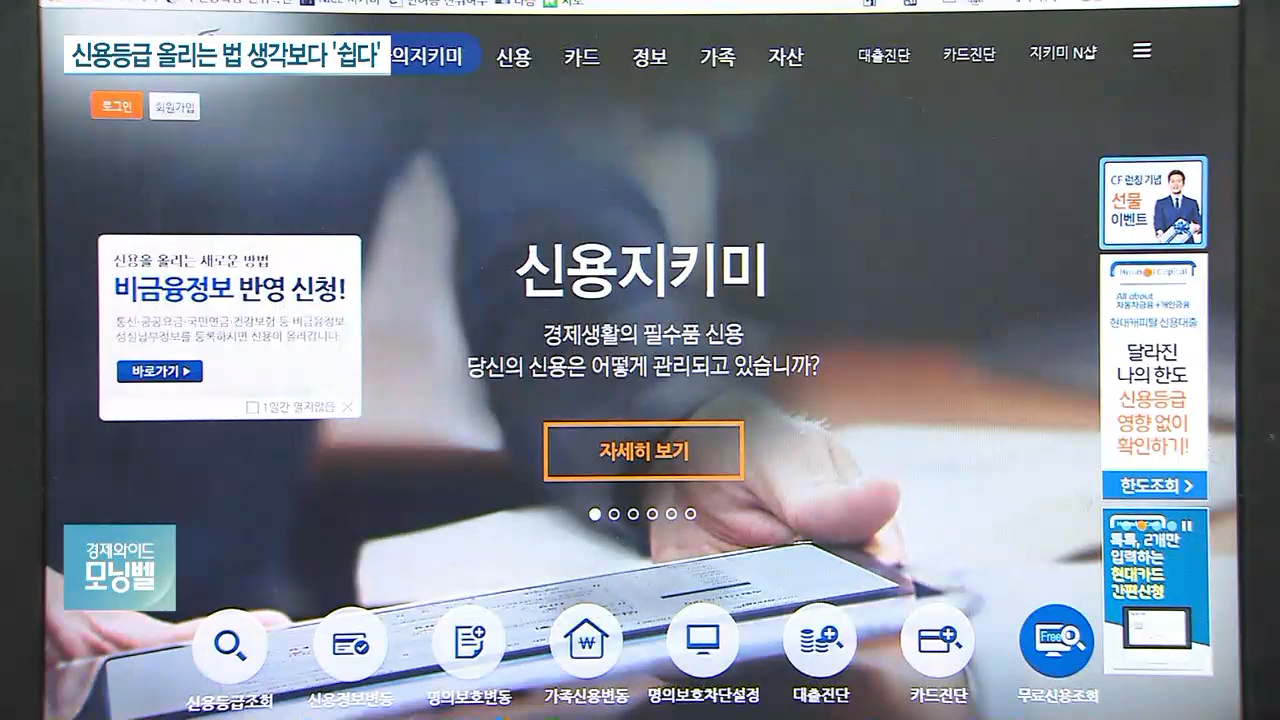 신용등급 올리는 법 생각보다 '쉽다'
의지키미
신용
카드
정보
가족
자산
대출진단
카드진단
지키미 N샵
로그인
회원가입
신용을 올리는 새로운 방법
비금융정보 반영 신청!
통신·공공요금·국민연금·건강보험 등 비금융정보
성실납부정보를 등록하시면 신용이 올라갑니다.
바로가기
1일간 열지않음
신용지키미
경제생활의 필수품 신용
당신의 신용은 어떻게 관리되고 있습니까?
자세히 보기
CF 런칭 기념
선물
이벤트
Hyundai Capital
All about
자동차금융+개인금융
현대캐피탈 신용대출
달라진
나의 한도
신용등급
영향 없이
확인하기!
한도조회
톡톡, 2개만
입력하는
현대카드
간편신청
경제와이드
모닝벨
신용등급조회
신용정보변동
명의보호변동
가족신용변동
명의보호차단설정
대출진단
카드진단
Free
무료신용조회